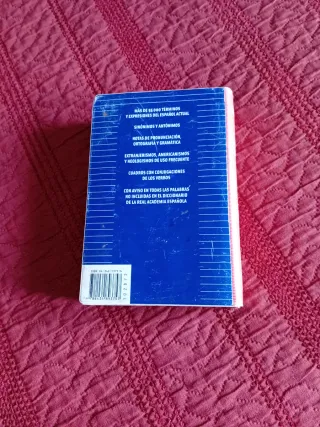 MÁS DE 35.000 TÉRMINOS
Y EXPRESIONES DEL ESPAÑOL ACTUAL
SINÓNIMOS Y ANTÓNIMOS
NOTAS DE PRONUNCIACIÓN,
ORTOGRAFÍA Y GRAMÁTICA
EXTRANJERISMOS, AMERICANISMOS
Y NEOLOGISMOS DE USO FRECUENTE
CUADROS CON CONJUGACIONES
DE LOS VERBOS
CON AVISO EN TODAS LAS PALABRAS
NO INCLUIDAS EN EL DICCIONARIO
DE LA REAL ACADEMIA ESPAÑOLA